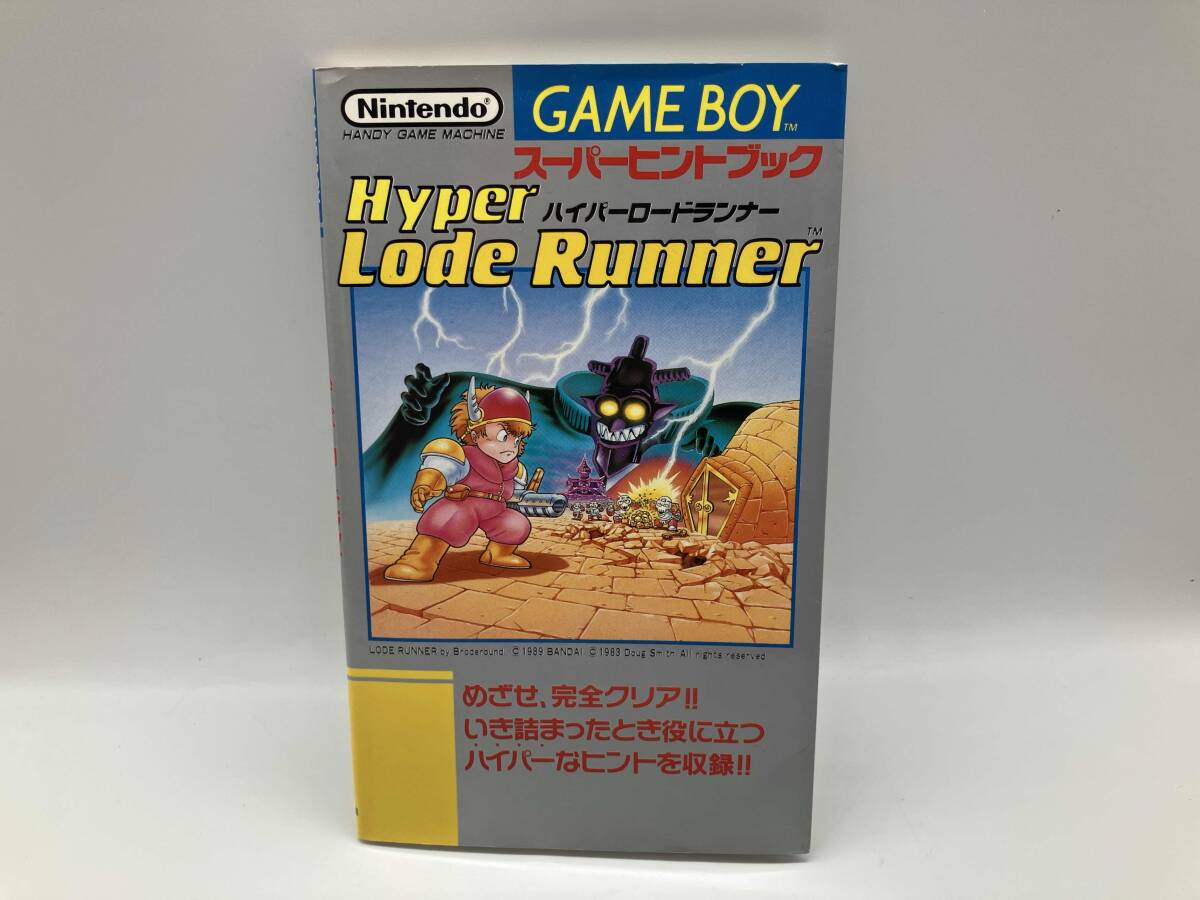 Nintendo®
GAME BOY™
HANDY GAME MACHINE
スーパーヒントブック
Hyper
ハイパーロードランナー
Lode Runner™
LODE RUNNER by Broderbund. ©1989 BANDAI. ©1983 Doug Smith All rights reserved
めざせ、完全クリア!!
いき詰まったとき役に立つ
ハイパーなヒントを収録!!